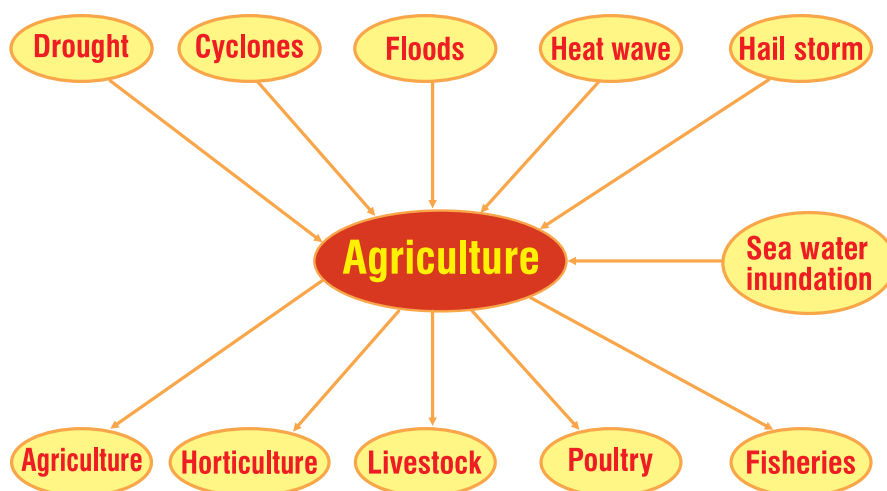 Drought
Cyclones
Floods
Heat wave
Hail storm
Agriculture
Sea water
inundation
Agriculture
Horticulture
Livestock
Poultry
Fisheries